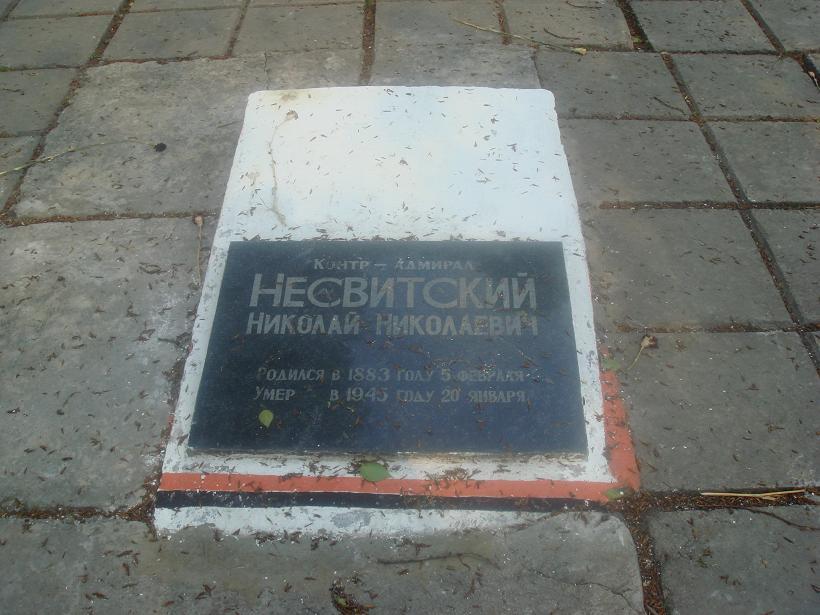 Контр – адмирал
Несвитский
Николай Николаевич
Родился в 1883 году 5 февраля
Умер в 1945 году 20 января